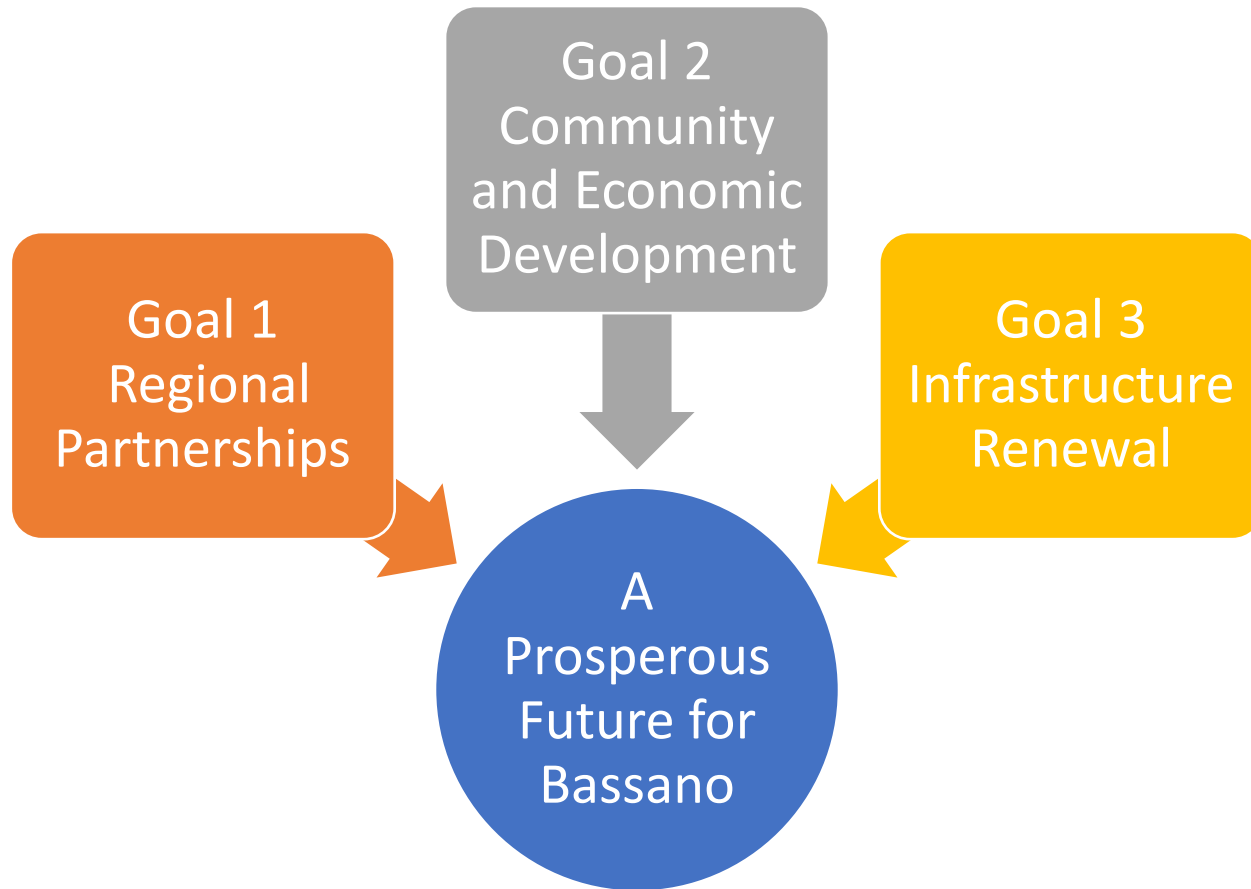 Goal 1
Regional
Partnerships
Goal 2
Community
and Economic
Development
Goal 3
Infrastructure
Renewal
A
Prosperous
Future for
Bassano